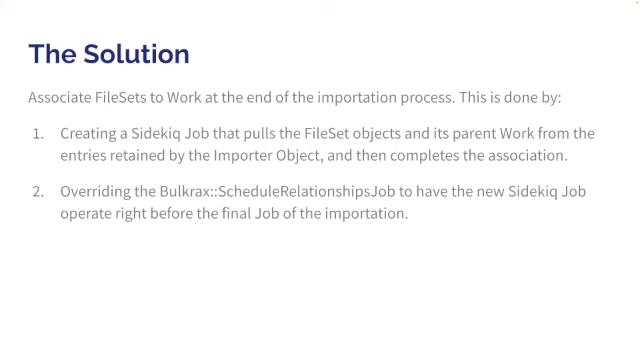 The Solution
Associate FileSets to Work at the end of the importation process. This is done by:
1. Creating a Sidekiq Job that pulls the FileSet objects and its parent Work from the
entries retained by the Importer Object, and then completes the association.
2. Overriding the Bulkrax::ScheduleRelationshipsJob to have the new Sidekiq Job
operate right before the final Job of the importation.